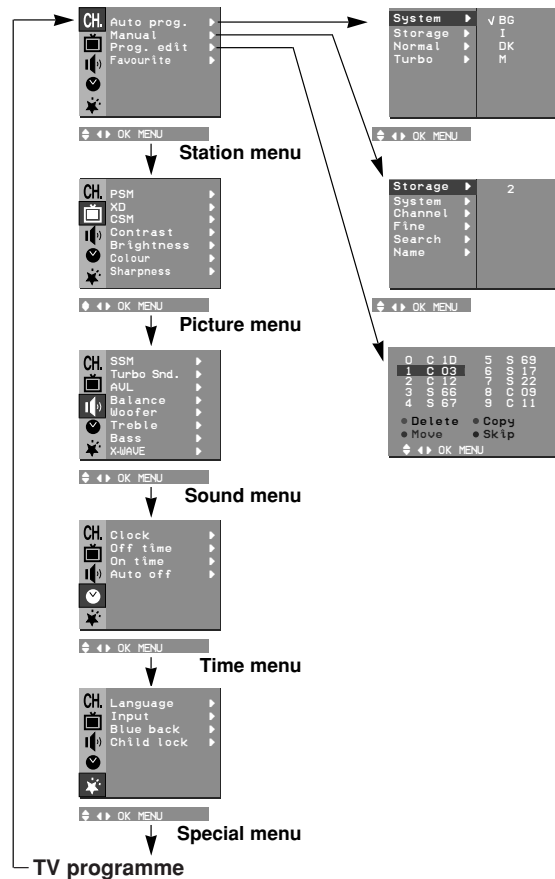 CH.
Auto prog.
Manual
Prog. edit
Favourite
OK MENU
Station menu
CH.
PSM
XD
CSM
Contrast
Brightness
Colour
Sharpness
OK MENU
Picture menu
CH.
SSM
Turbo Snd.
AVL
Balance
Woofer
Treble
Bass
X-WAVE
OK MENU
Sound menu
CH.
Clock
Off time
On time
Auto off
OK MENU
Time menu
CH.
Language
Input
Blue back
Child lock
OK MENU
Special menu
TV programme
System √ BG
Storage I
Normal DK
Turbo M
OK MENU
Storage 2
System
Channel
Fine
Search
Name
OK MENU
0 C 1D 5 S 69
1 C 03 6 S 17
2 C 12 7 S 22
3 S 66 8 C 09
4 S 67 9 C 11
Delete Copy
Move Skip
OK MENU